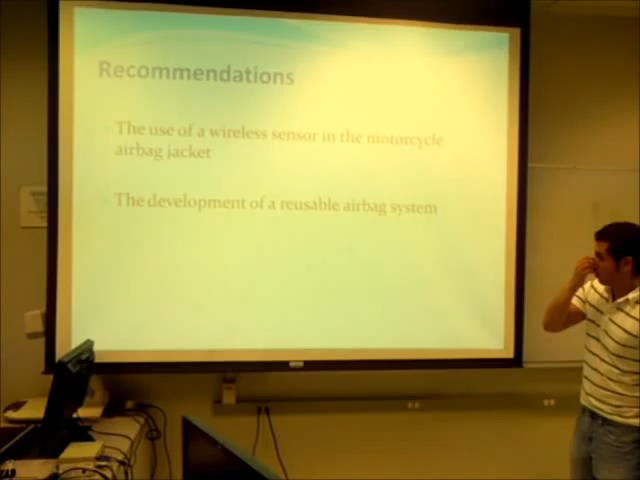 Recommendations
The use of a wireless sensor in the motorcycle
airbag jacket
The development of a reusable airbag system